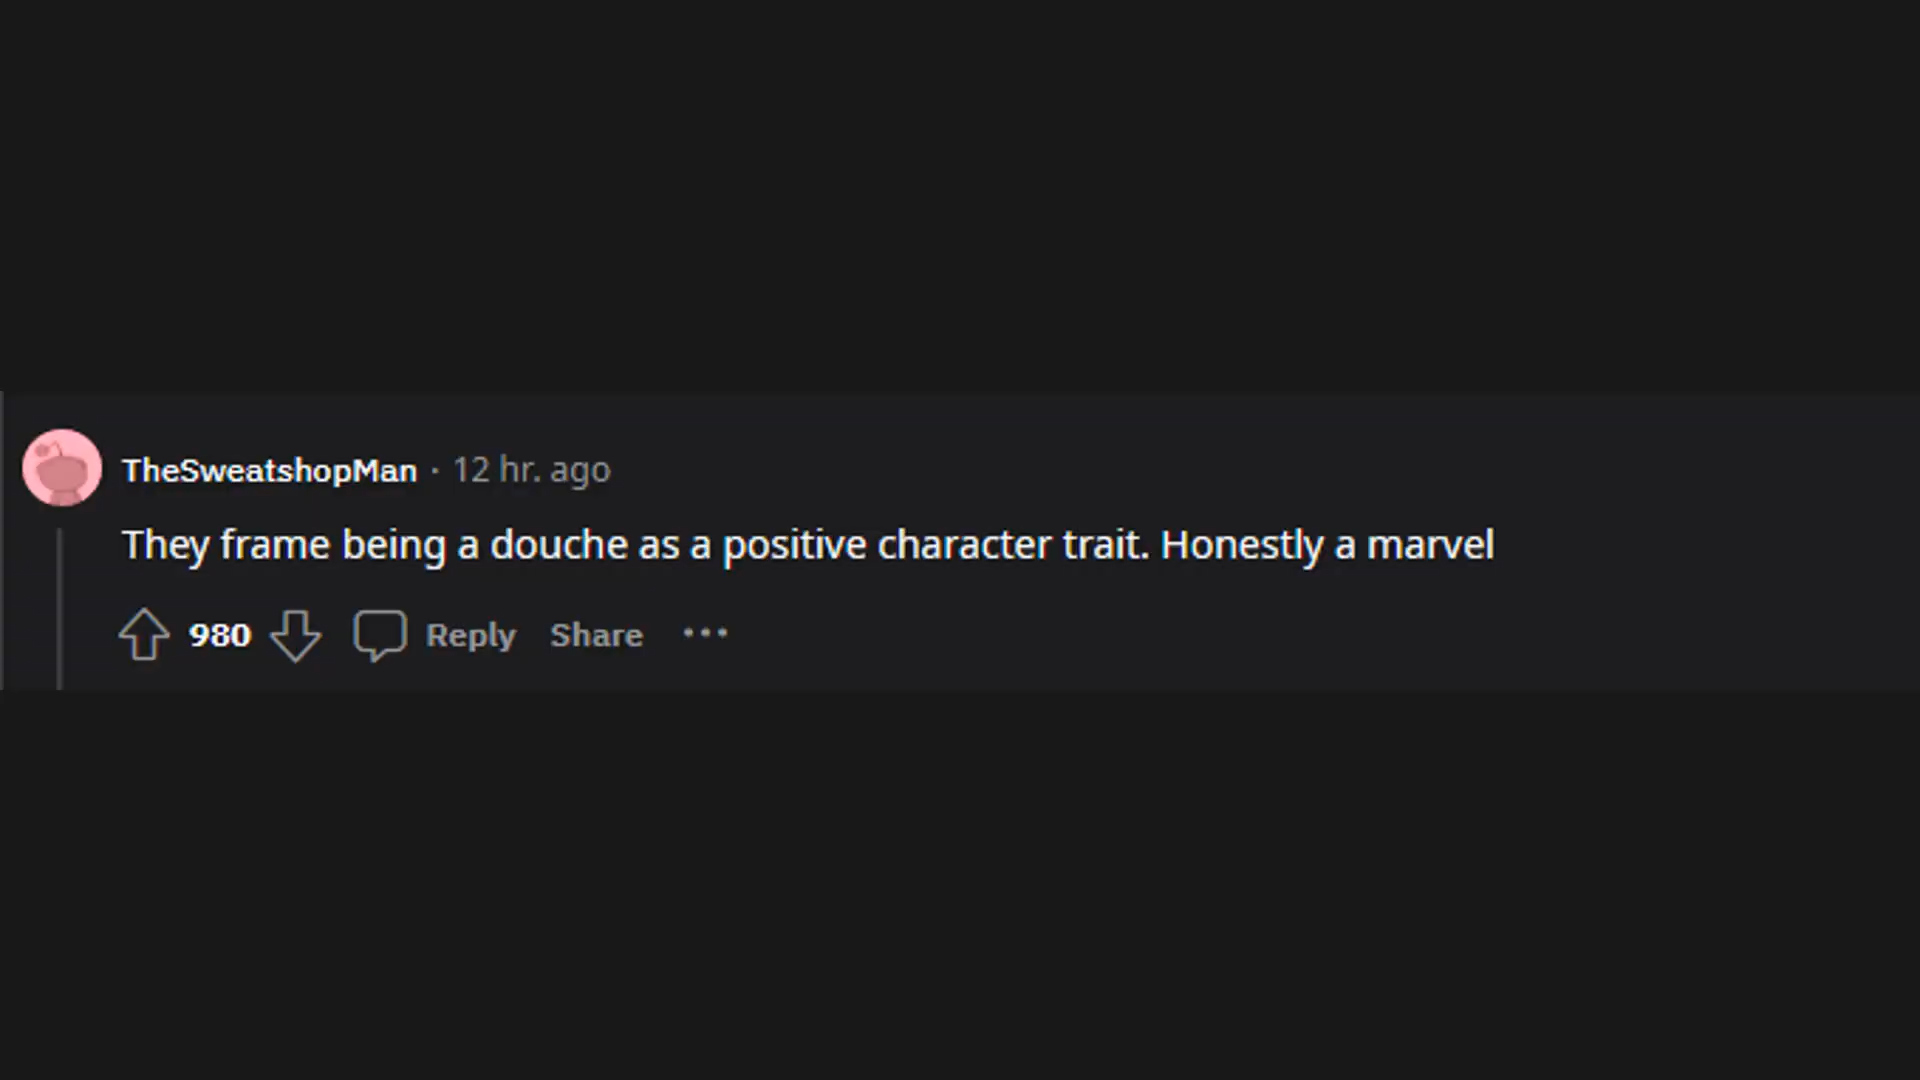 TheSweatshopMan · 12 hr. ago
They frame being a douche as a positive character trait. Honestly a marvel
980 Reply Share ···